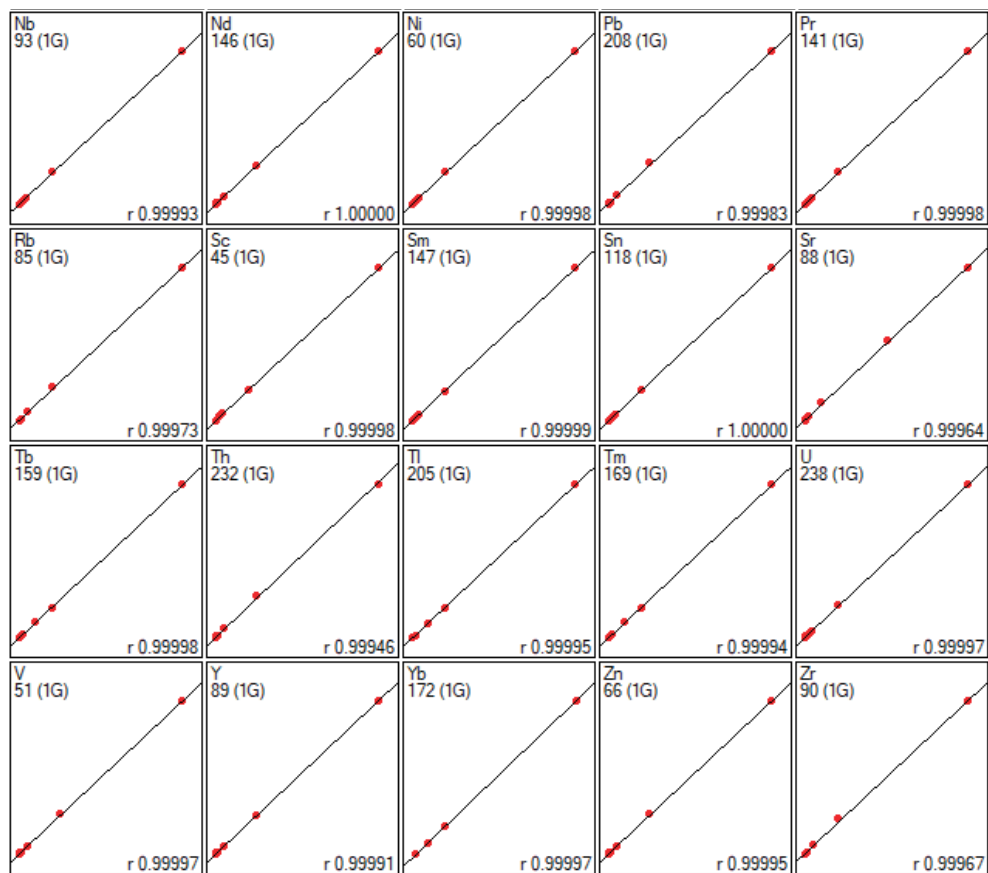 Nb
93 (1G)
r 0.99993
Nd
146 (1G)
r 1.00000
Ni
60 (1G)
r 0.99998
Pb
208 (1G)
r 0.99983
Pr
141 (1G)
r 0.99998
Rb
85 (1G)
r 0.99973
Sc
45 (1G)
r 0.99998
Sm
147 (1G)
r 0.99999
Sn
118 (1G)
r 1.00000
Sr
88 (1G)
r 0.99964
Tb
159 (1G)
r 0.99998
Th
232 (1G)
r 0.99946
Tl
205 (1G)
r 0.99995
Tm
169 (1G)
r 0.99994
U
238 (1G)
r 0.99997
V
51 (1G)
r 0.99997
Y
89 (1G)
r 0.99991
Yb
172 (1G)
r 0.99997
Zn
66 (1G)
r 0.99995
Zr
90 (1G)
r 0.99967